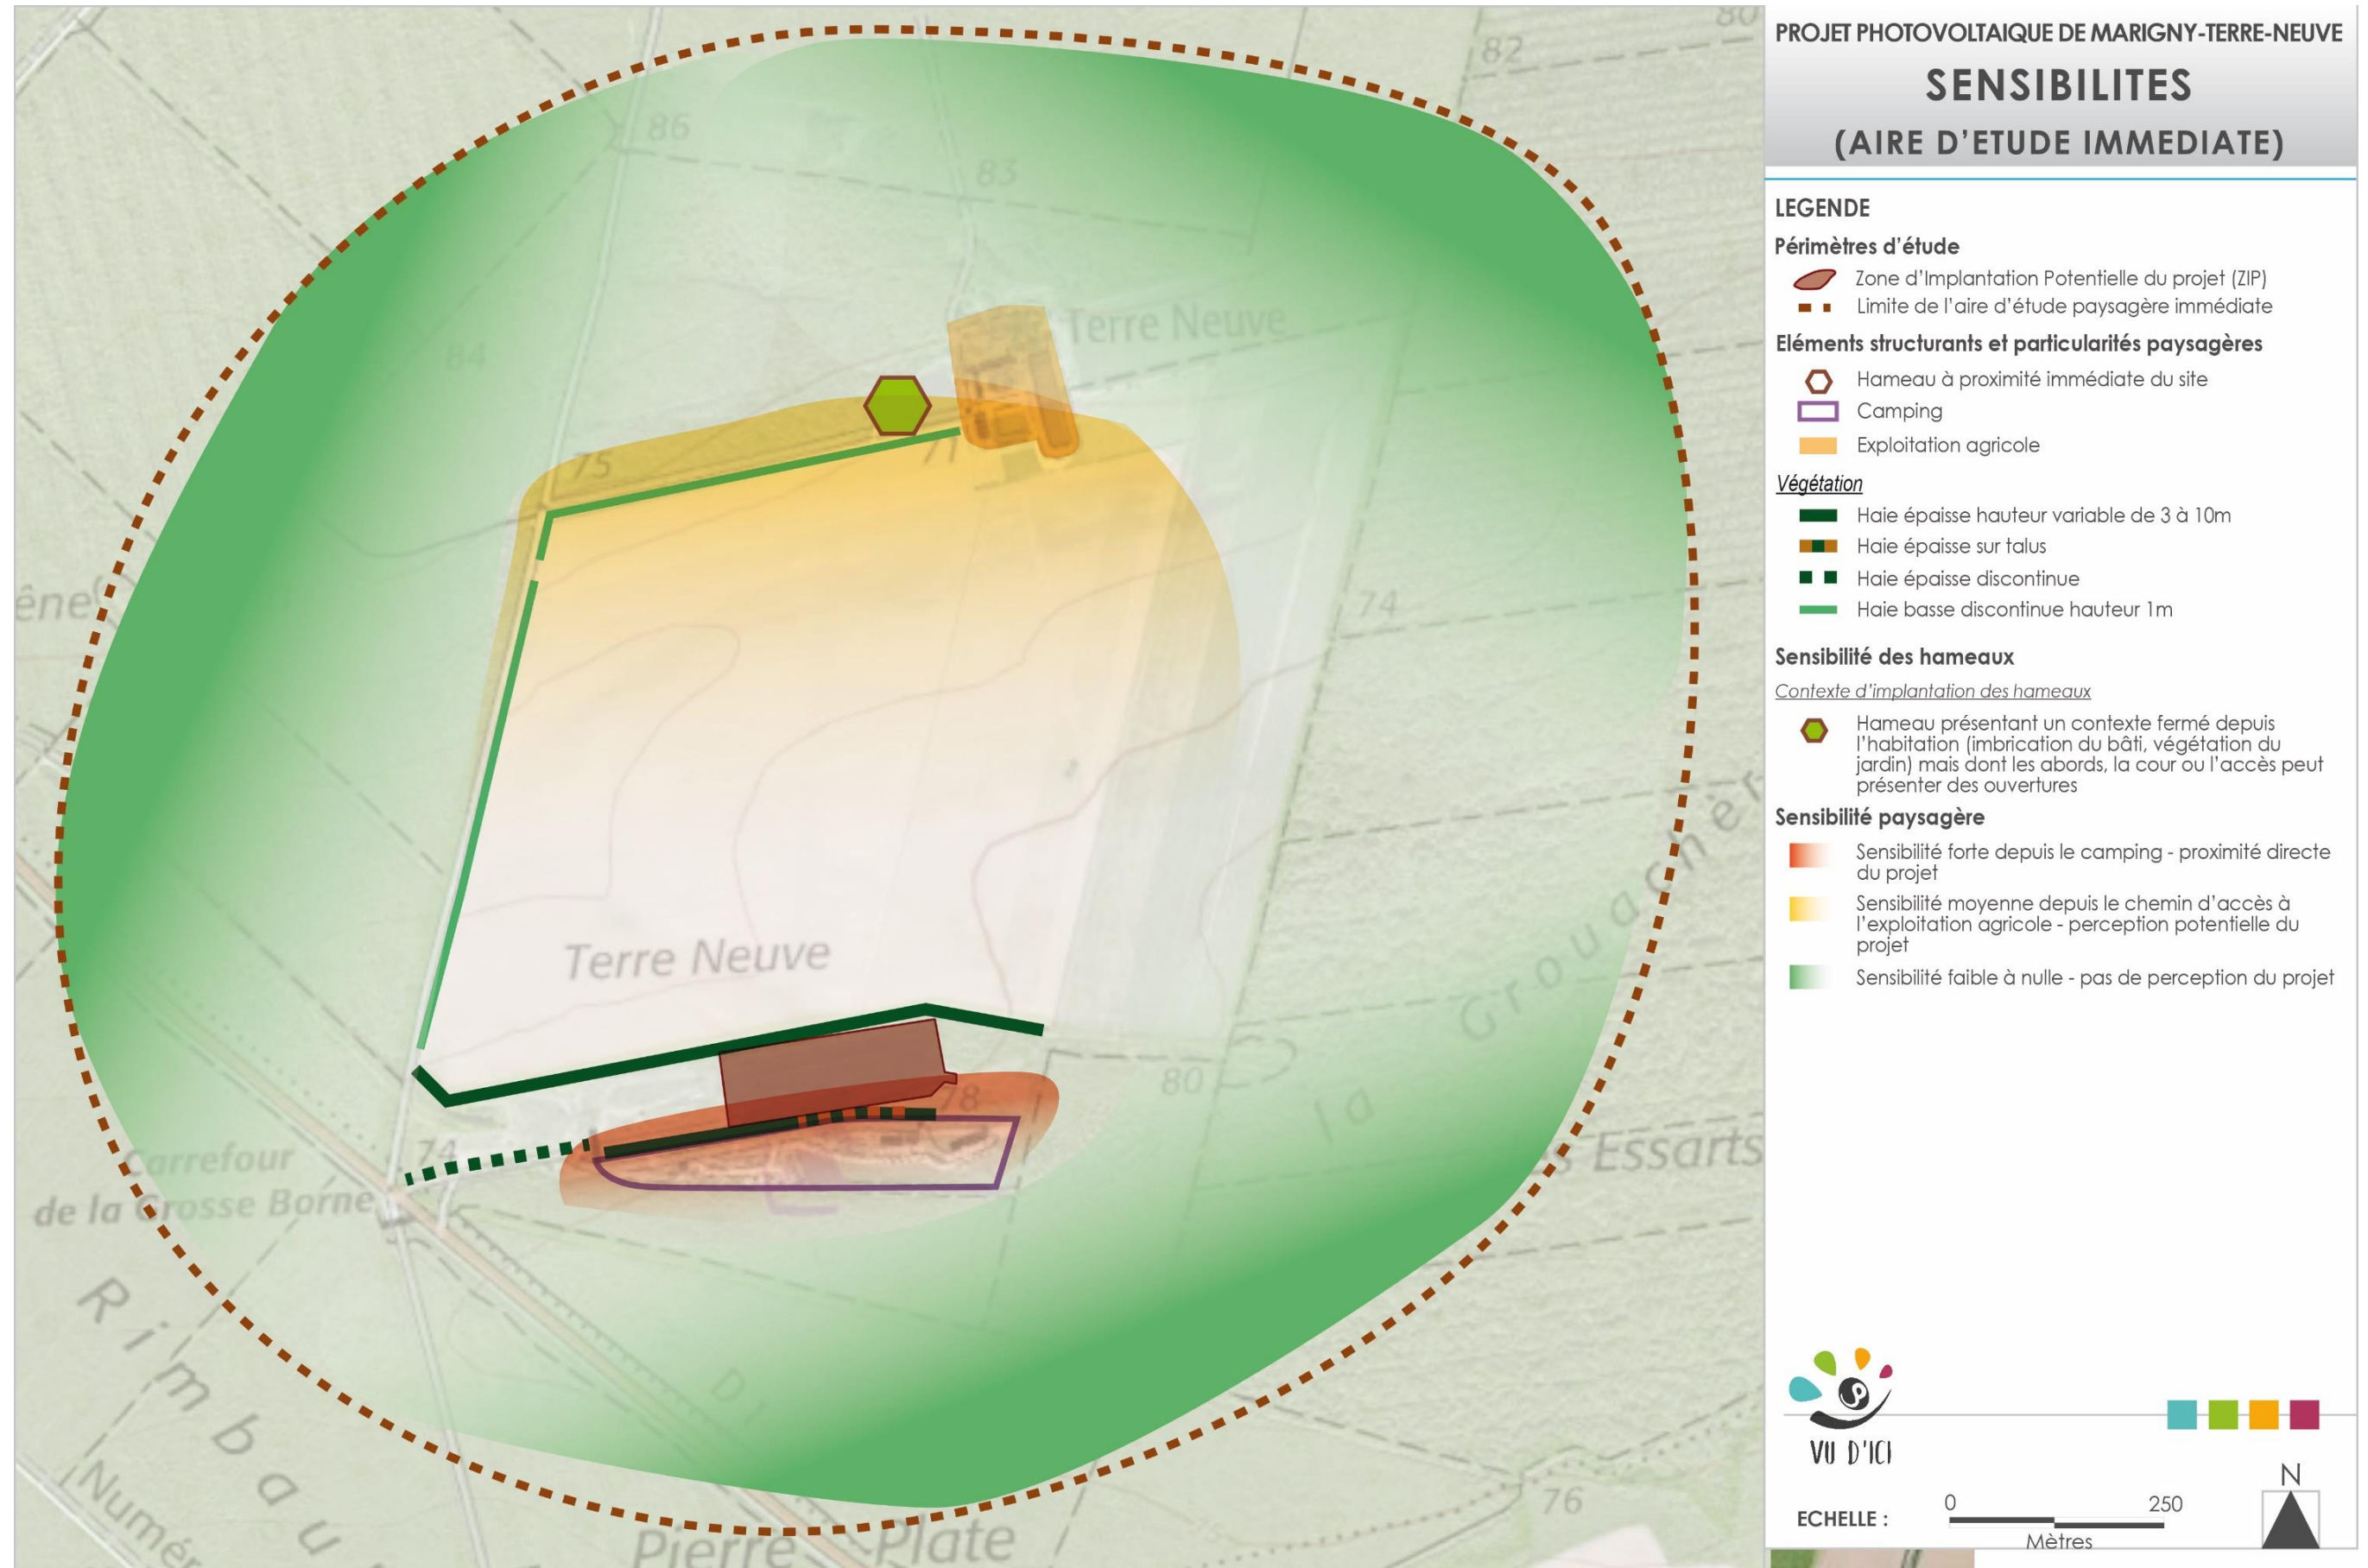 80
82
86
83
Terre Neuve
84
75
71
êne
74
Terre Neuve
Grouacher
la
80
78
74
Carrefour
de la Grosse Borne
Essarts
Rimbau
D1
Numér
Pierre Plate
76
PROJET PHOTOVOLTAIQUE DE MARIGNY-TERRE-NEUVE
SENSIBILITES
(AIRE D'ETUDE IMMEDIATE)
LEGENDE
Périmètres d'étude
Zone d'Implantation Potentielle du projet (ZIP)
Limite de l'aire d'étude paysagère immédiate
Eléments structurants et particularités paysagères
Hameau à proximité immédiate du site
Camping
Exploitation agricole
Végétation
Haie épaisse hauteur variable de 3 à 10m
Haie épaisse sur talus
Haie épaisse discontinue
Haie basse discontinue hauteur 1m
Sensibilité des hameaux
Contexte d'implantation des hameaux
Hameau présentant un contexte fermé depuis
l'habitation (imbrication du bâti, végétation du
jardin) mais dont les abords, la cour ou l'accès peut
présenter des ouvertures
Sensibilité paysagère
Sensibilité forte depuis le camping - proximité directe
du projet
Sensibilité moyenne depuis le chemin d'accès à
l'exploitation agricole - perception potentielle du
projet
Sensibilité faible à nulle - pas de perception du projet
VU D'ICI
N
ECHELLE :
0 250
Mètres